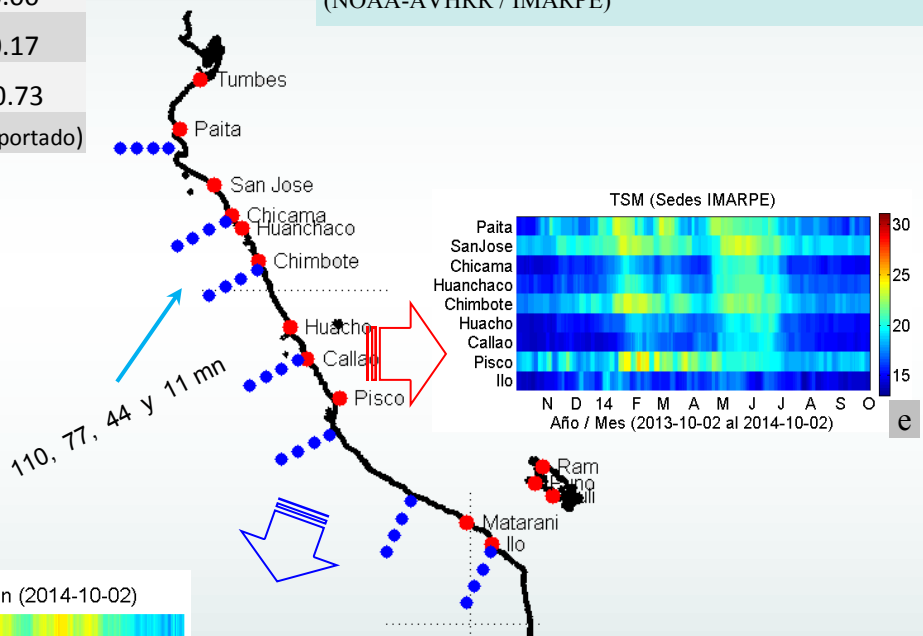 (NOAA-AVHRR / IMARPE)
.17
0.73
portado)
Tumbes
Paita
San Jose
Chicama
Huanchaco
Chimbote
Huacho
Callao
Pisco
Matarani
Ilo
Ram
110, 77, 44 y 11 mn
TSM (Sedes IMARPE)
Paita
SanJose
Chicama
Huanchaco
Chimbote
Huacho
Callao
Pisco
Ilo
30
25
20
15
N D 14 F M A M J J A S O
Año / Mes (2013-10-02 al 2014-10-02)
e
n (2014-10-02)